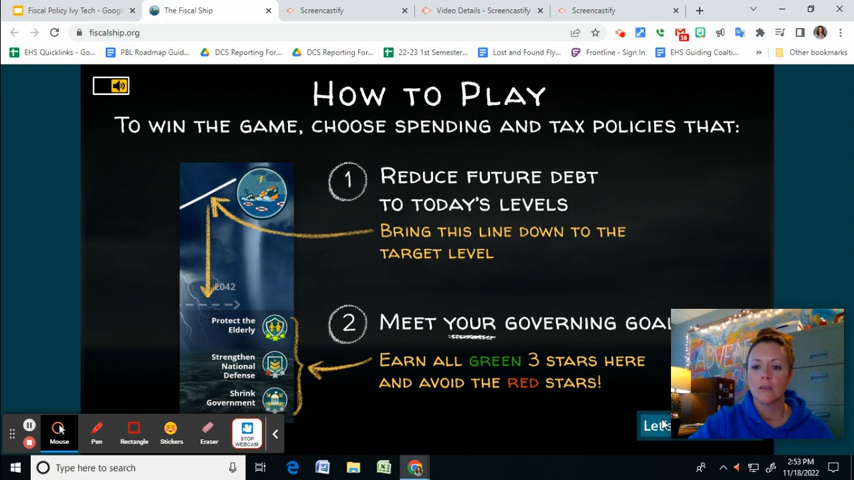 Fiscal Policy Ivy Tech - Googl
The Fiscal Ship
Screencastify
Video Details - Screencastify
Screencastify
fiscalship.org
EHS Quicklinks - Go...
PBL Roadmap Guid...
DCS Reporting For...
DCS Reporting For...
22-23 1st Semester...
Lost and Found Fly...
Frontline - Sign In
EHS Guiding Coaliti...
Other bookmarks
How to Play
To win the game, choose spending and tax policies that:
1
Reduce future debt
to today's levels
Bring this line down to the
target level
2042
Protect the
Elderly
Strengthen
National
Defense
Shrink
Government
2
Meet your governing goa
Earn all green 3 stars here
and avoid the red stars!
Let's
Mouse
Pen
Rectangle
Stickers
Eraser
STOP
WEBCAM
Type here to search
2:53 PM
11/18/2022